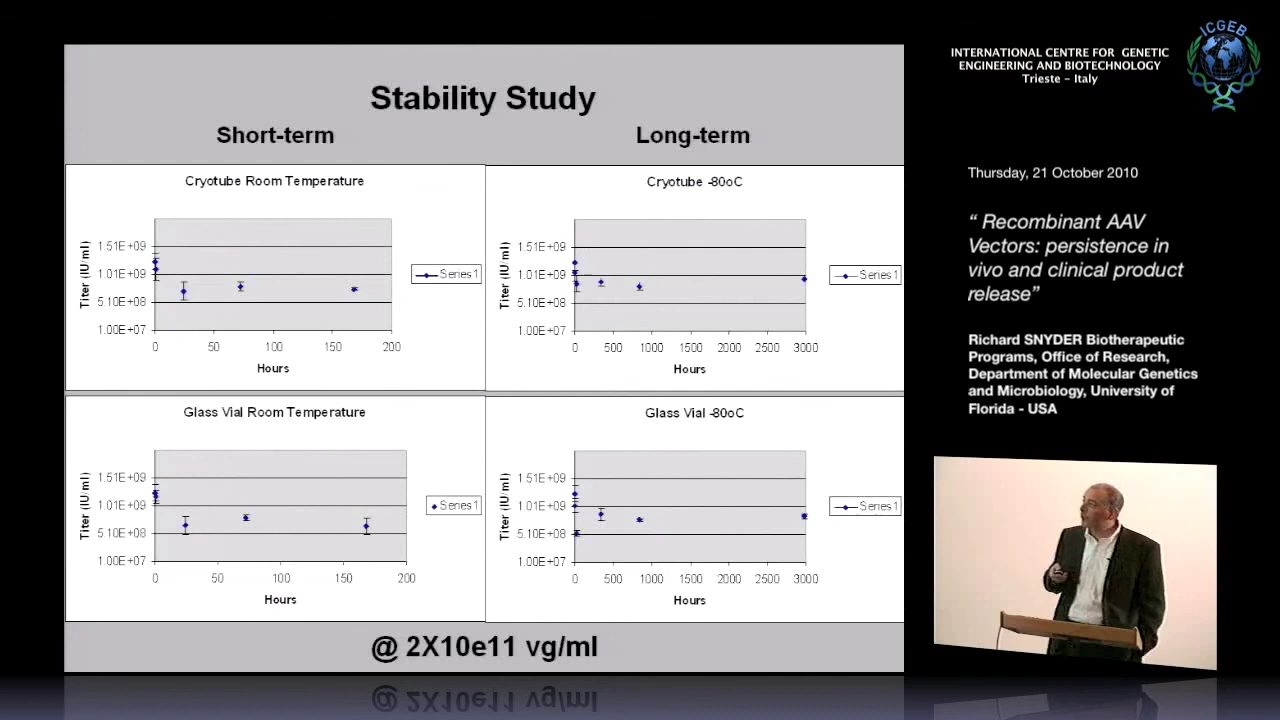 Stability Study
Short-term
Long-term
Cryotube Room Temperature
Titer (IU/ml)
1.51E+09
1.01E+09
5.10E+08
1.00E+07
0 50 100 150 200
Hours
Series1
Cryotube -80oC
Titer (IU/ml)
1.51E+09
1.01E+09
5.10E+08
1.00E+07
0 500 1000 1500 2000 2500 3000
Hours
Series1
Glass Vial Room Temperature
Titer (IU/ml)
1.51E+09
1.01E+09
5.10E+08
1.00E+07
0 50 100 150 200
Hours
Series1
Glass Vial -80oC
Titer (IU/ml)
1.51E+09
1.01E+09
5.10E+08
1.00E+07
0 500 1000 1500 2000 2500 3000
Hours
Series1
@ 2X10e11 vg/ml
INTERNATIONAL CENTRE FOR GENETIC
ENGINEERING AND BIOTECHNOLOGY
Trieste - Italy
ICGEB
Thursday, 21 October 2010
“ Recombinant AAV
Vectors: persistence in
vivo and clinical product
release”
Richard SNYDER Biotherapeutic
Programs, Office of Research,
Department of Molecular Genetics
and Microbiology, University of
Florida - USA